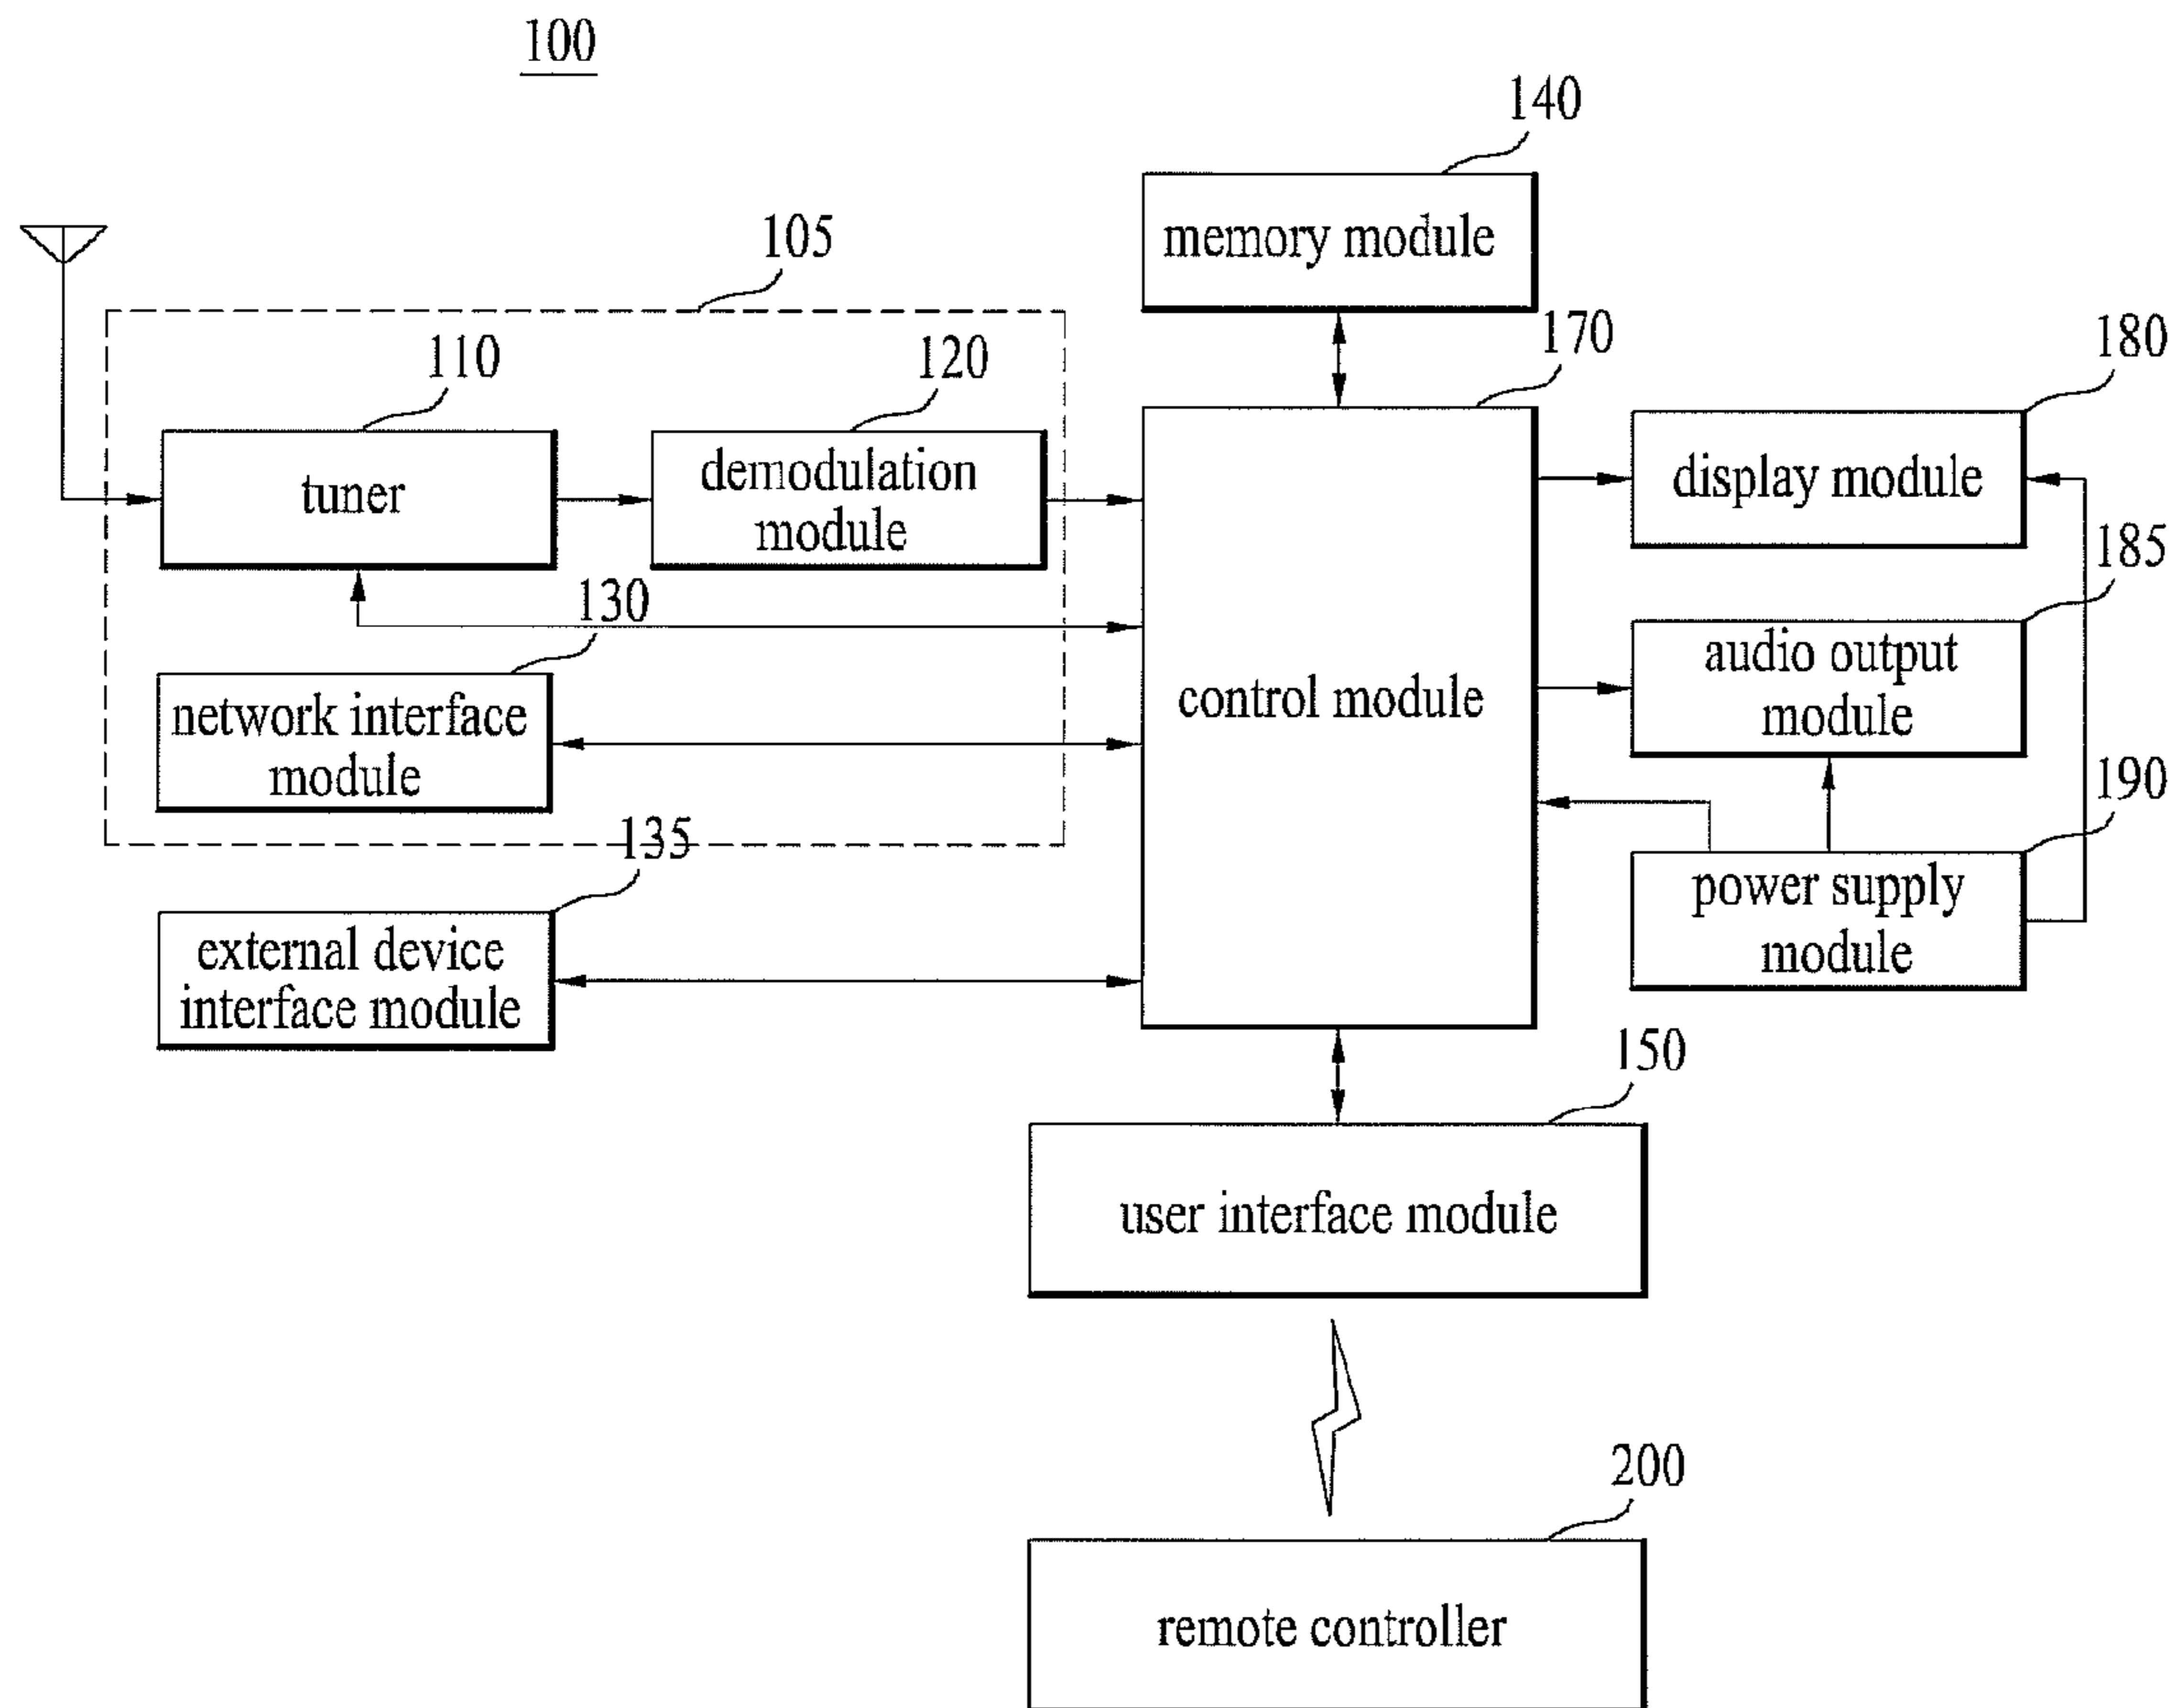 100
140
memory module
105
170
180
110
120
tuner
demodulation
module
display module
185
130
network interface
module
control module
audio output
module
190
135
external device
interface module
power supply
module
150
user interface module
200
remote controller